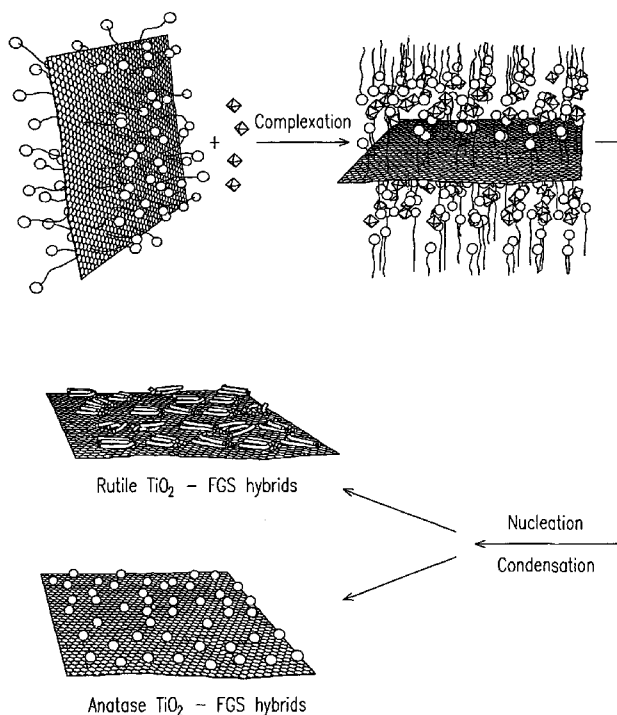 +
Complexation
Rutile TiO₂ – FGS hybrids
Nucleation
Condensation
Anatase TiO₂ – FGS hybrids